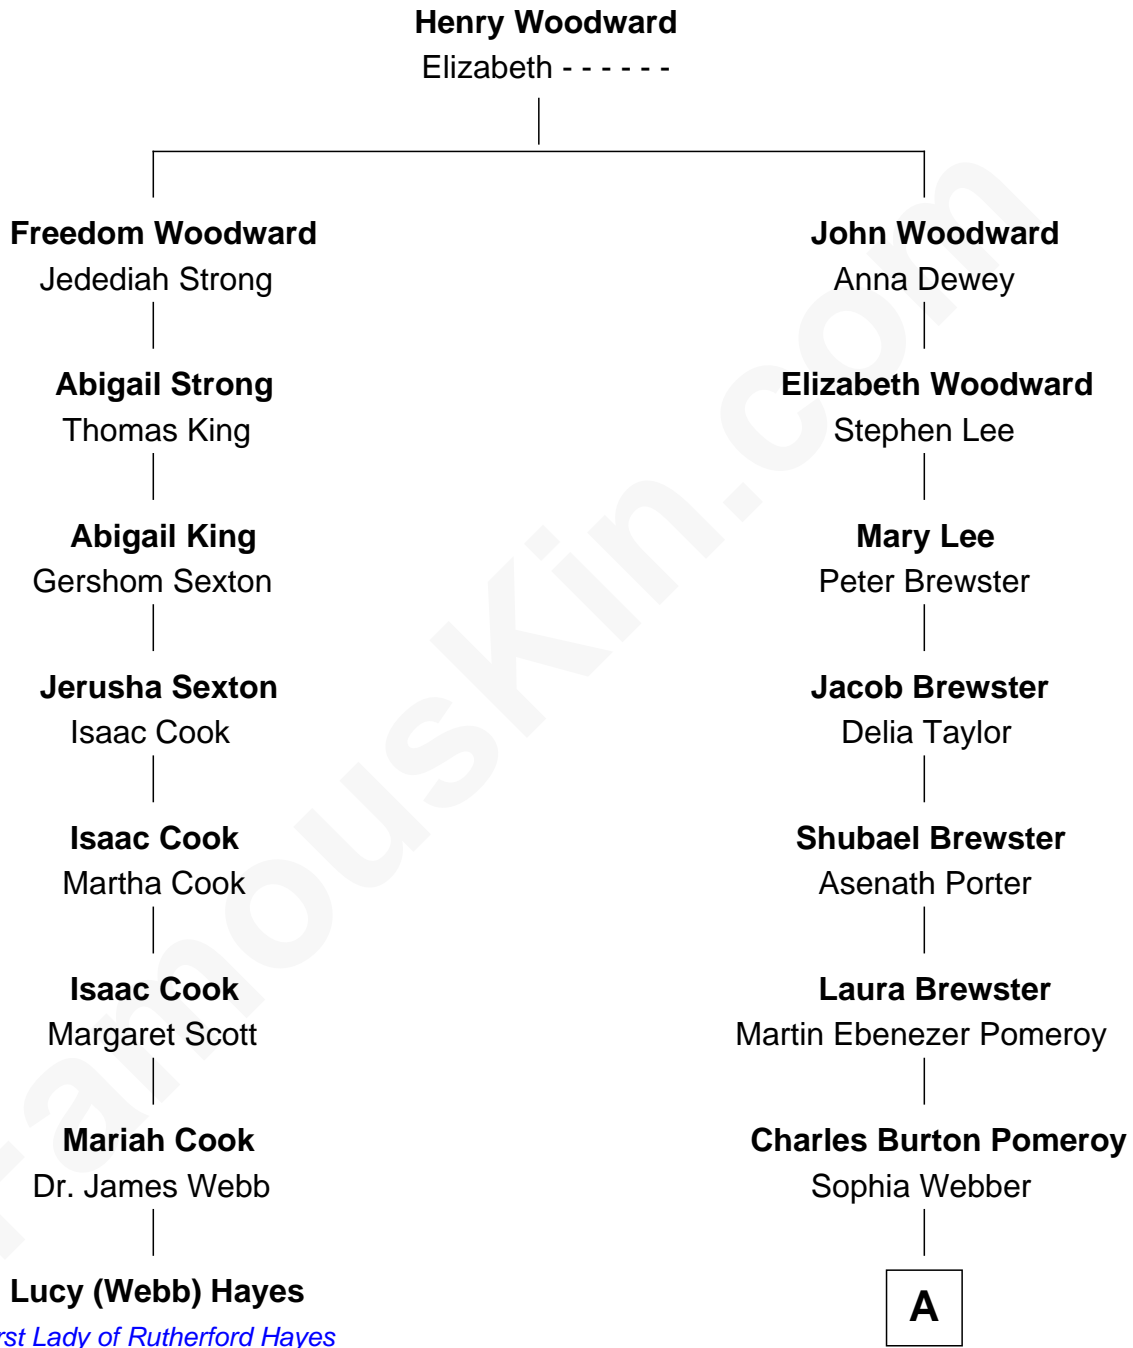 Henry Woodward
Elizabeth - - - - - -
Freedom Woodward
Jedediah Strong
John Woodward
Anna Dewey
Abigail Strong
Thomas King
Elizabeth Woodward
Stephen Lee
Abigail King
Gershom Sexton
Mary Lee
Peter Brewster
Jerusha Sexton
Isaac Cook
Jacob Brewster
Delia Taylor
Isaac Cook
Martha Cook
Shubael Brewster
Asenath Porter
Isaac Cook
Margaret Scott
Laura Brewster
Martin Ebenezer Pomeroy
Mariah Cook
Dr. James Webb
Charles Burton Pomeroy
Sophia Webber
Lucy (Webb) Hayes
rst Lady of Rutherford Hayes
A
FamousKin.com